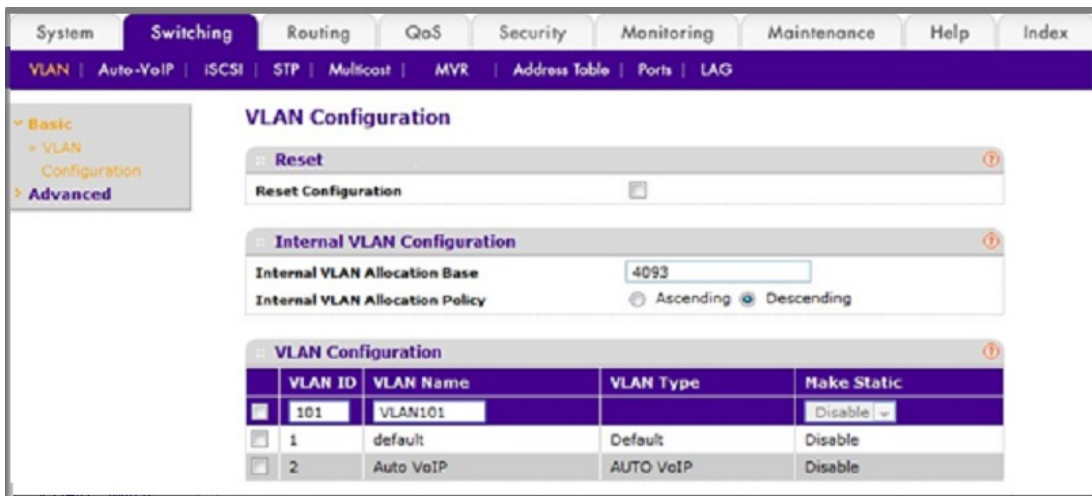 System Switching Routing QoS Security Monitoring Maintenance Help Index
VLAN | Auto-VoIP | iSCSI | STP | Multicast | MVR | Address Table | Ports | LAG
Basic
VLAN
Configuration
Advanced
VLAN Configuration
Reset
Reset Configuration
Internal VLAN Configuration
Internal VLAN Allocation Base 4093
Internal VLAN Allocation Policy Ascending Descending
VLAN Configuration
VLAN ID VLAN Name VLAN Type Make Static
101 VLAN101 Disable
1 default Default Disable
2 Auto VoIP AUTO VoIP Disable